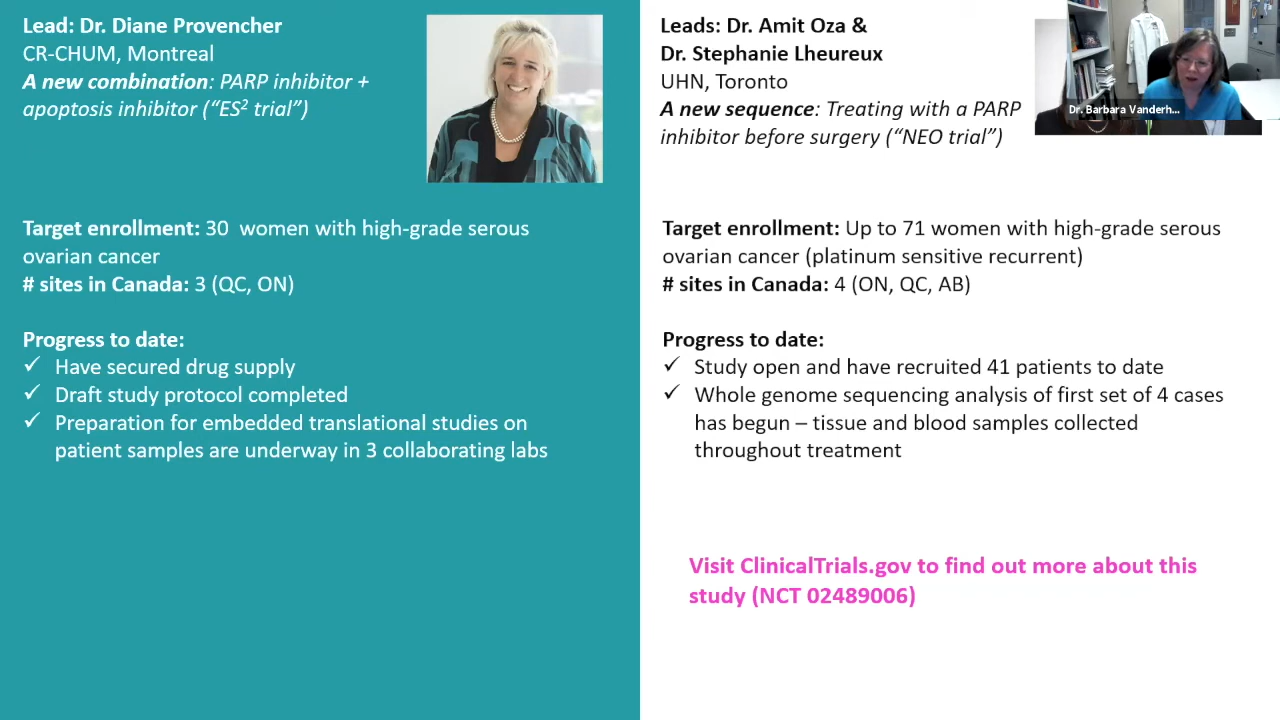 Lead: Dr. Diane Provencher
CR-CHUM, Montreal
A new combination: PARP inhibitor +
apoptosis inhibitor (“ES² trial”)
Target enrollment: 30 women with high-grade serous
ovarian cancer
# sites in Canada: 3 (QC, ON)
Progress to date:
✓ Have secured drug supply
✓ Draft study protocol completed
✓ Preparation for embedded translational studies on
patient samples are underway in 3 collaborating labs
Leads: Dr. Amit Oza &
Dr. Stephanie Lheureux
UHN, Toronto
A new sequence: Treating with a PARP
inhibitor before surgery (“NEO trial”)
Dr. Barbara Vanderh...
Target enrollment: Up to 71 women with high-grade serous
ovarian cancer (platinum sensitive recurrent)
# sites in Canada: 4 (ON, QC, AB)
Progress to date:
✓ Study open and have recruited 41 patients to date
✓ Whole genome sequencing analysis of first set of 4 cases
has begun – tissue and blood samples collected
throughout treatment
Visit ClinicalTrials.gov to find out more about this
study (NCT 02489006)